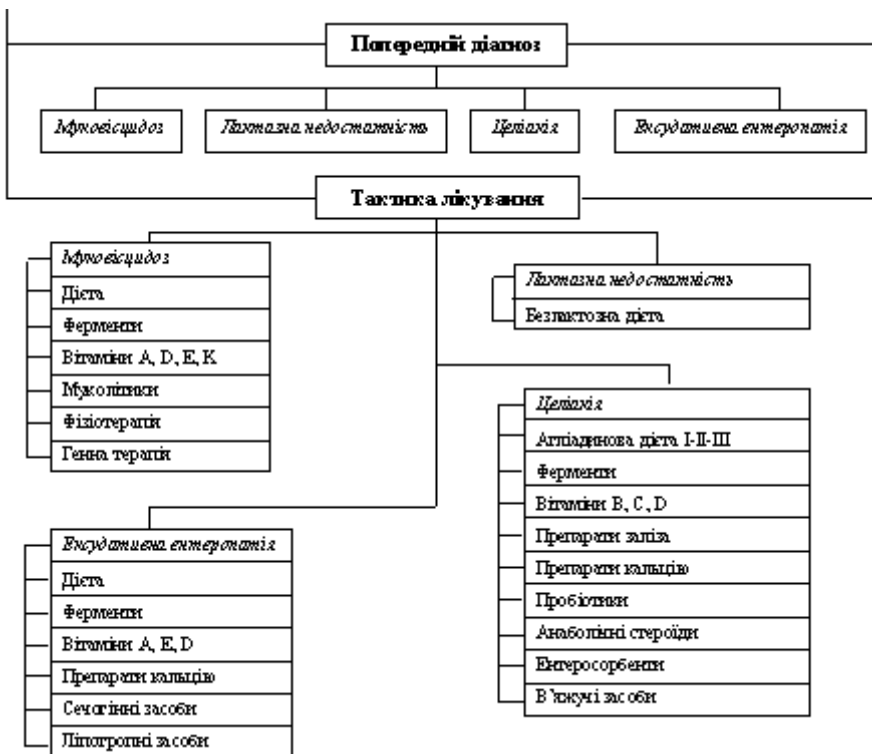 Попередній діагноз
Муковісцидоз
Лактазна недостатність
Целіакія
Ексудативна ентеропатія
Тактика лікування
Муковісцидоз
Дієта
Ферменти
Вітаміни A, D, E, K
Муколітики
Фізіотерапія
Генна терапія
Лактазна недостатність
Безлактозна дієта
Целіакія
Агліадинова дієта I-II-III
Ферменти
Вітаміни B, C, D
Препарати заліза
Препарати кальцію
Пробіотики
Анаболічні стероїди
Ентеросорбенти
В'яжучі засоби
Ексудативна ентеропатія
Дієта
Ферменти
Вітаміни A, E, D
Препарати кальцію
Сечогінні засоби
Ліпотропні засоби